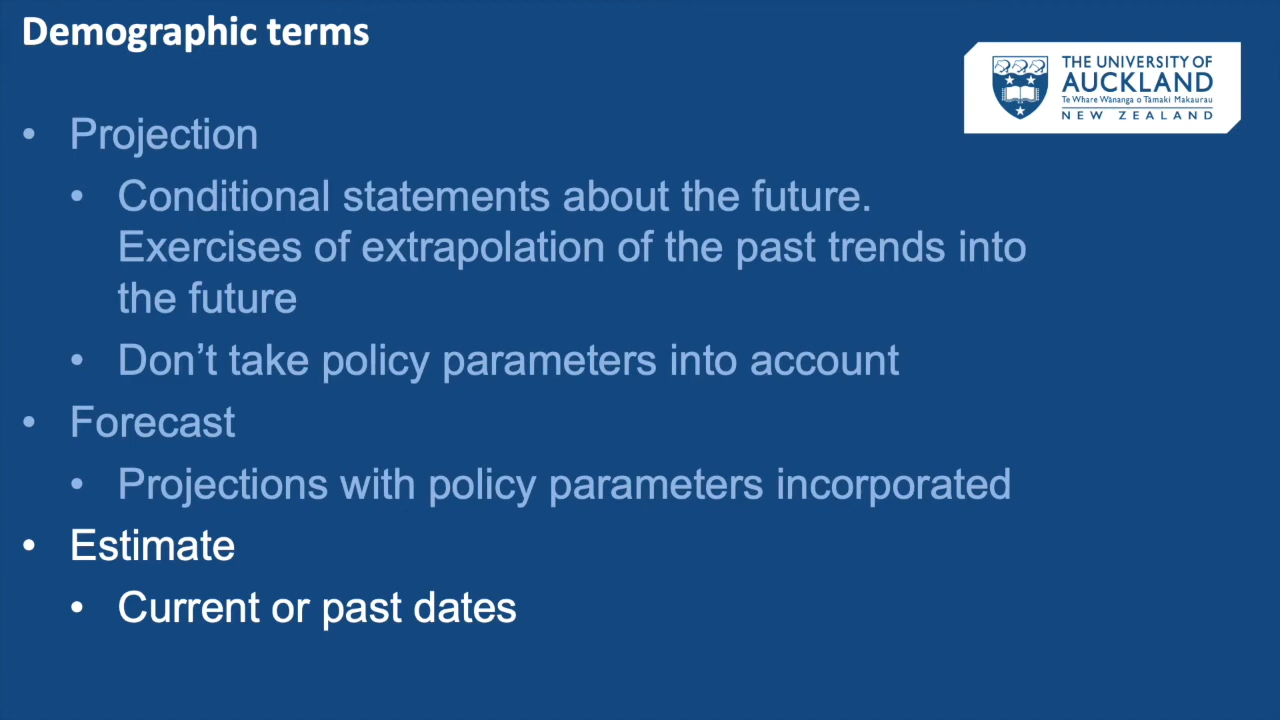 Demographic terms
THE UNIVERSITY OF
AUCKLAND
Te Whare Wānanga o Tāmaki Makaurau
NEW ZEALAND
• Projection
• Conditional statements about the future.
Exercises of extrapolation of the past trends into
the future
• Don’t take policy parameters into account
• Forecast
• Projections with policy parameters incorporated
• Estimate
• Current or past dates